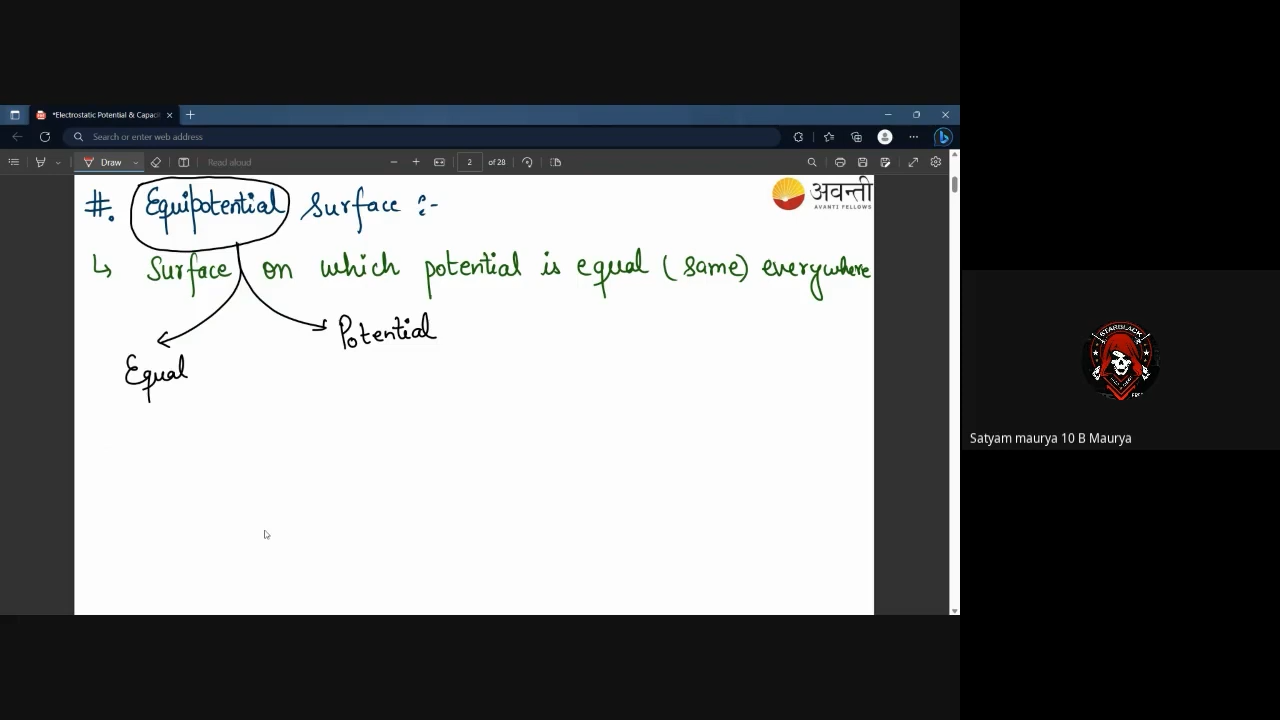 *Electrostatic Potential & Capaci
Search or enter web address
Draw
Read aloud
2 of 28
#. Equipotential Surface :-
अवन्ती
AVANTI FELLOWS
↳ Surface on which potential is equal (same) everywhere
Potential
Equal
STARBLACK
Satyam maurya 10 B Maurya